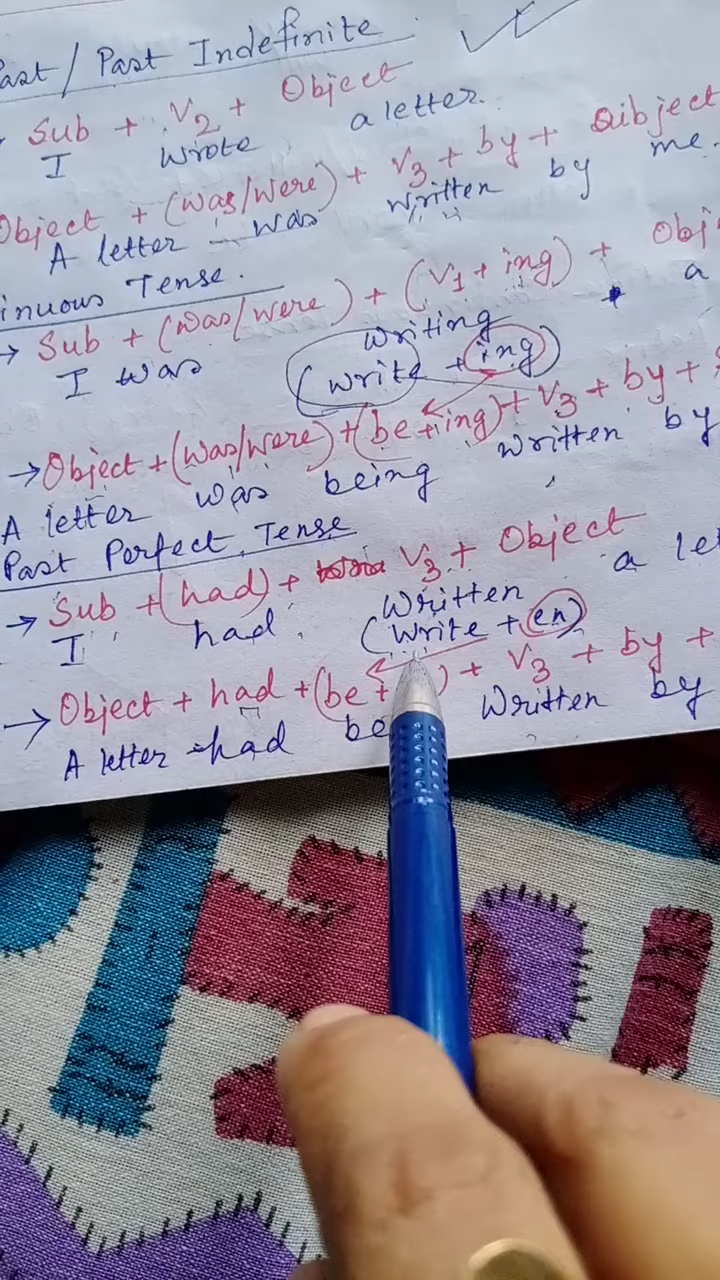 Past / Past Indefinite
Sub + V2 + Object
I wrote a letter.
Object + (was/were) + V3 + by + subject
A letter was written by me.
inuous Tense.
→ Sub + (was/were) + (V1 + ing) + Obj
I was writing a
(write + ing)
→ Object + (was/were) + (be + ing) + V3 + by +
A letter was being written by
Past Perfect Tense
→ Sub + (had) + V3 + Object
I had written a let
(write + en)
→ Object + had + (be + ) + V3 + by +
A letter had be written by